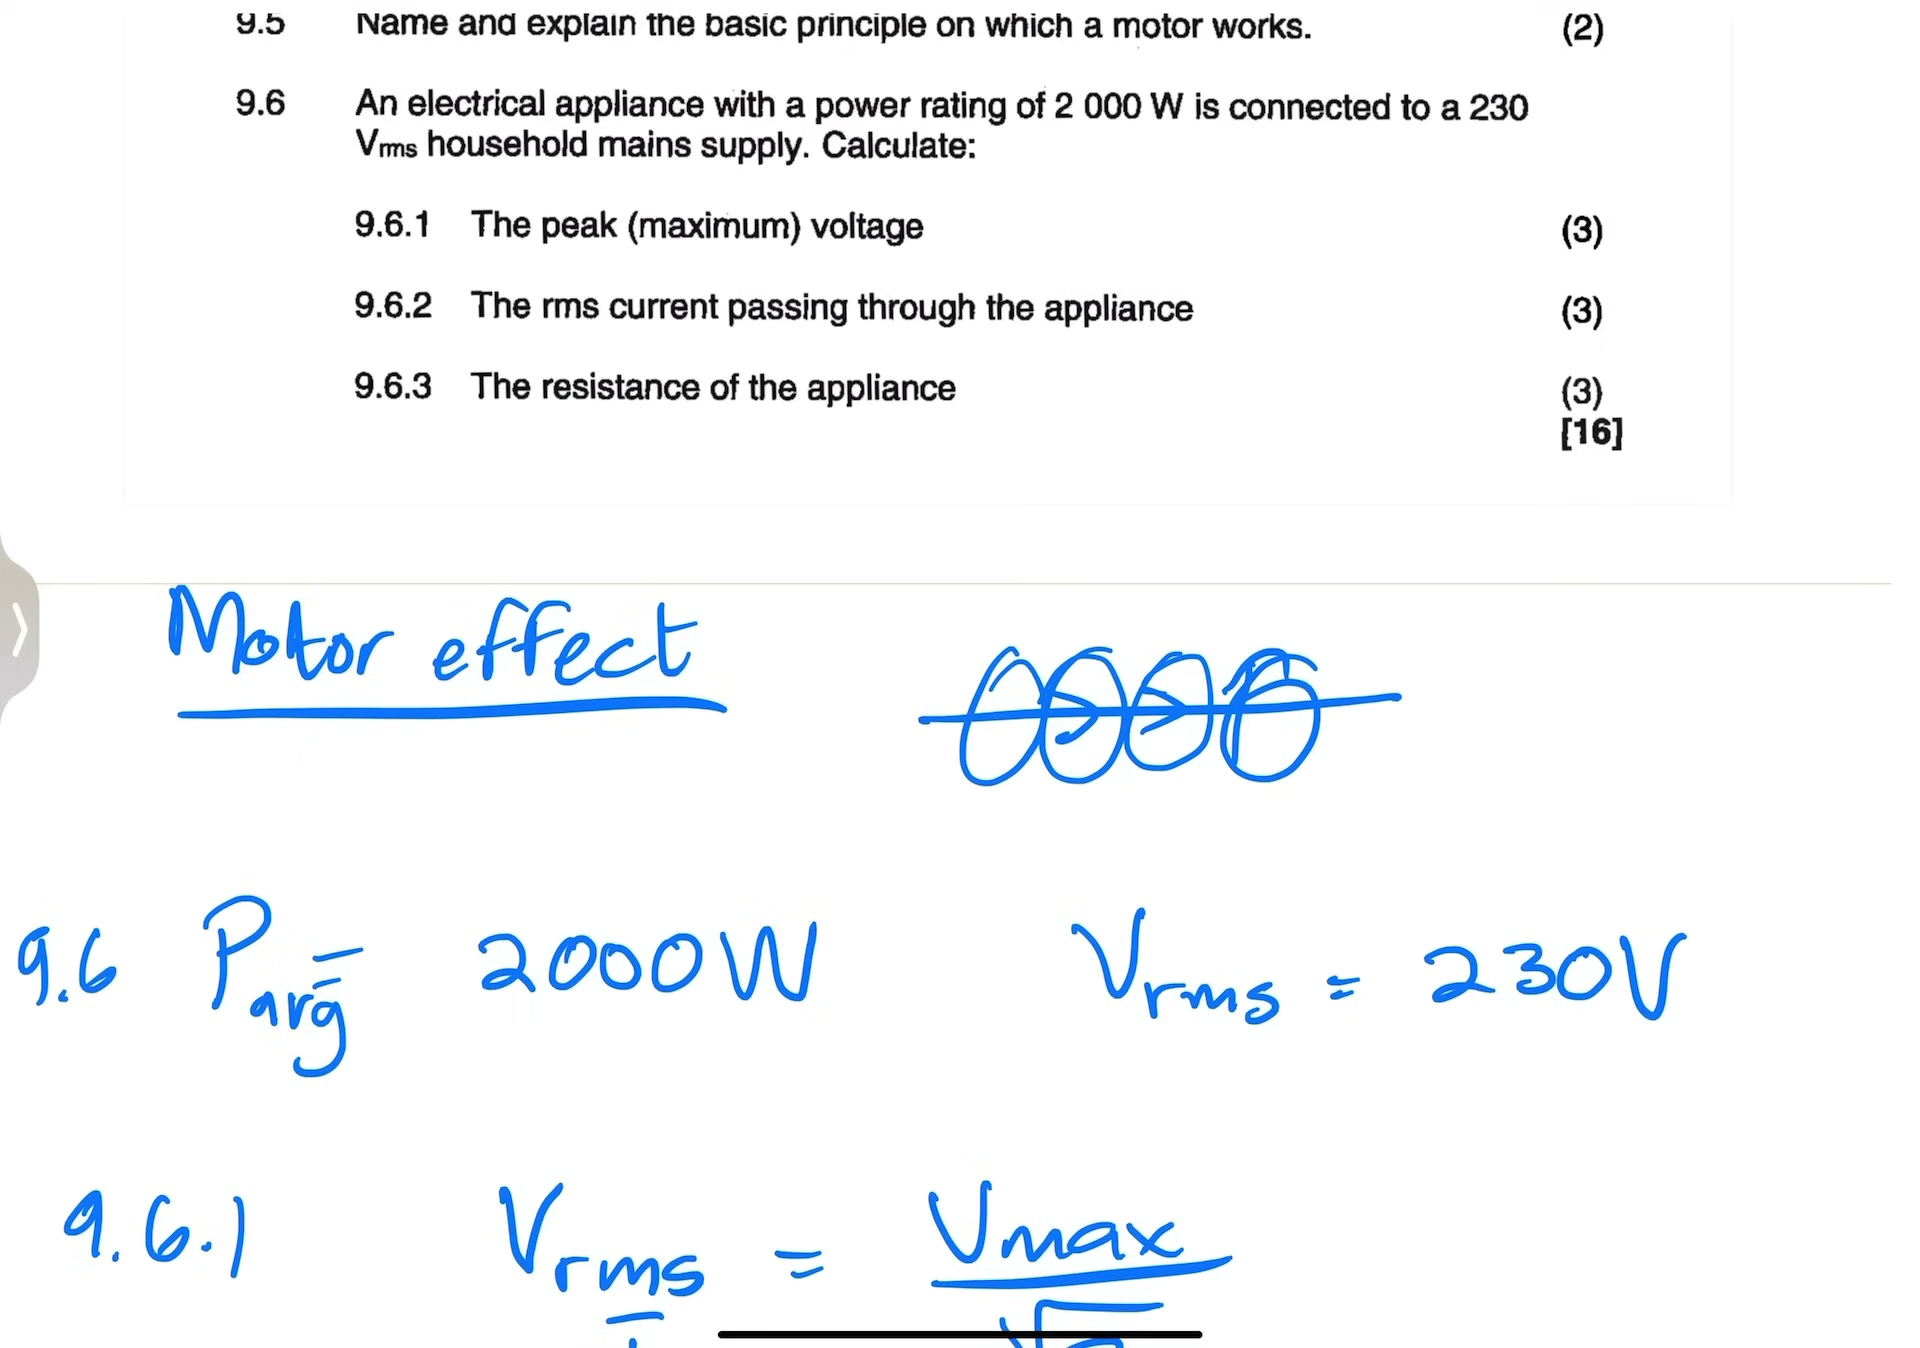 9.5 Name and explain the basic principle on which a motor works. (2)
9.6 An electrical appliance with a power rating of 2 000 W is connected to a 230
Vrms household mains supply. Calculate:
9.6.1 The peak (maximum) voltage (3)
9.6.2 The rms current passing through the appliance (3)
9.6.3 The resistance of the appliance (3)
[16]
Motor effect
9.6 Pavg = 2000W Vrms = 230V
9.6.1 Vrms = Vmax